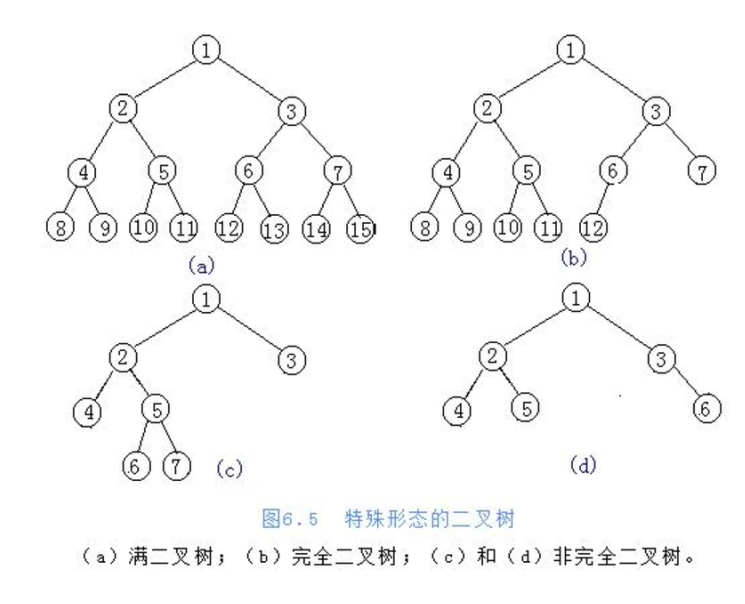 1 1
2 3 2 3
4 5 6 7 4 5 6 7
8 9 10 11 12 13 14 15 8 9 10 11 12
(a) (b)
1 1
2 3 2 3
4 5 4 5 6
6 7 (c) (d)
图6.5 特殊形态的二叉树
(a)满二叉树;(b)完全二叉树;(c)和(d)非完全二叉树。